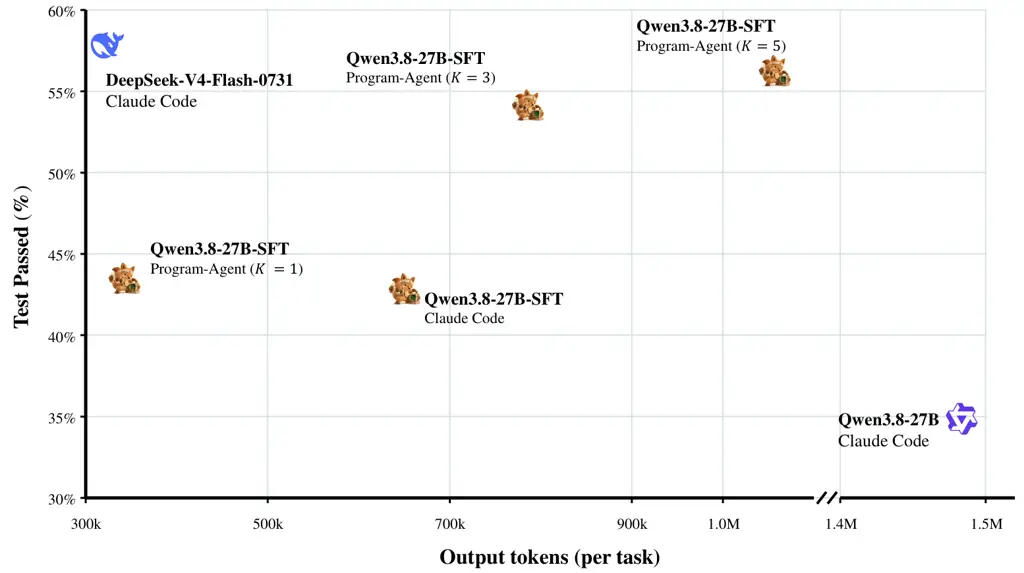 60%
Qwen3.8-27B-SFT
Program-Agent (K = 5)
Qwen3.8-27B-SFT
Program-Agent (K = 3)
DeepSeek-V4-Flash-0731
Claude Code
55%
50%
45%
Qwen3.8-27B-SFT
Program-Agent (K = 1)
Qwen3.8-27B-SFT
Claude Code
40%
35%
Qwen3.8-27B
Claude Code
30%
Test Passed (%)
300k 500k 700k 900k 1.0M 1.4M 1.5M
Output tokens (per task)